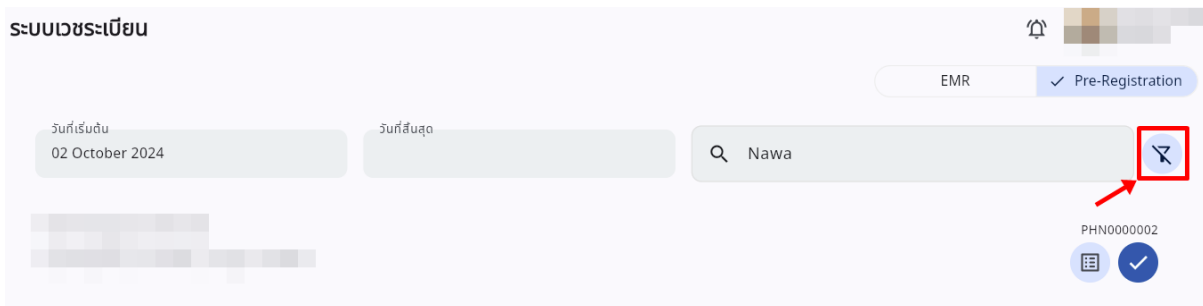 ระบบเวชระเบียน
EMR
Pre-Registration
วันที่เริ่มต้น
02 October 2024
วันที่สิ้นสุด
Nawa
PHN0000002